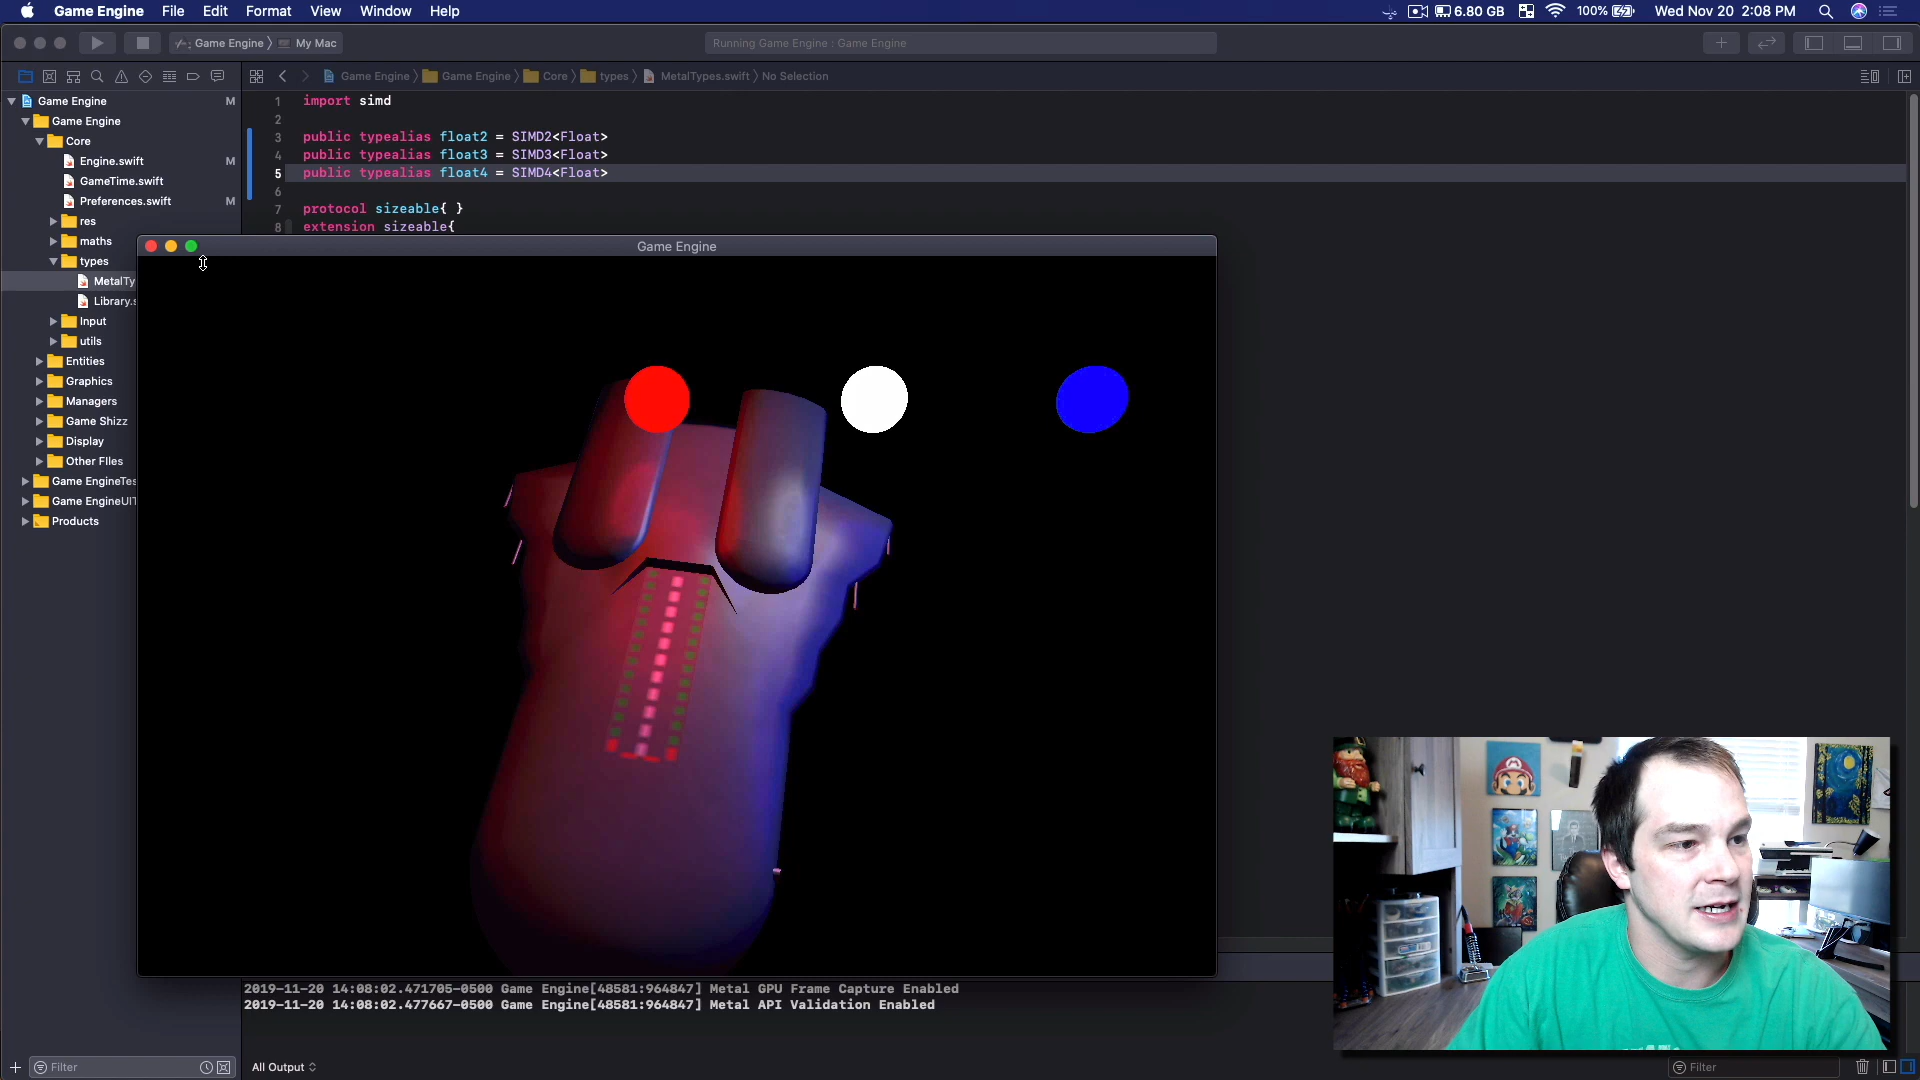 Game Engine File Edit Format View Window Help 6.80 GB 100% Wed Nov 20 2:08 PM
Game Engine My Mac Running Game Engine : Game Engine
Game Engine Game Engine Core types MetalTypes.swift No Selection
Game Engine M
Game Engine
Core
Engine.swift M
GameTime.swift
Preferences.swift M
res
maths
types
MetalTy
Library.s
Input
utils
Entities
Graphics
Managers
Game Shizz
Display
Other FIles
Game EngineTes
Game EngineUIT
Products
1 import simd
2
3 public typealias float2 = SIMD2<Float>
4 public typealias float3 = SIMD3<Float>
5 public typealias float4 = SIMD4<Float>
6
7 protocol sizeable{ }
8 extension sizeable{
Game Engine
2019-11-20 14:08:02.471705-0500 Game Engine[48581:964847] Metal GPU Frame Capture Enabled
2019-11-20 14:08:02.477667-0500 Game Engine[48581:964847] Metal API Validation Enabled
Filter All Output Filter